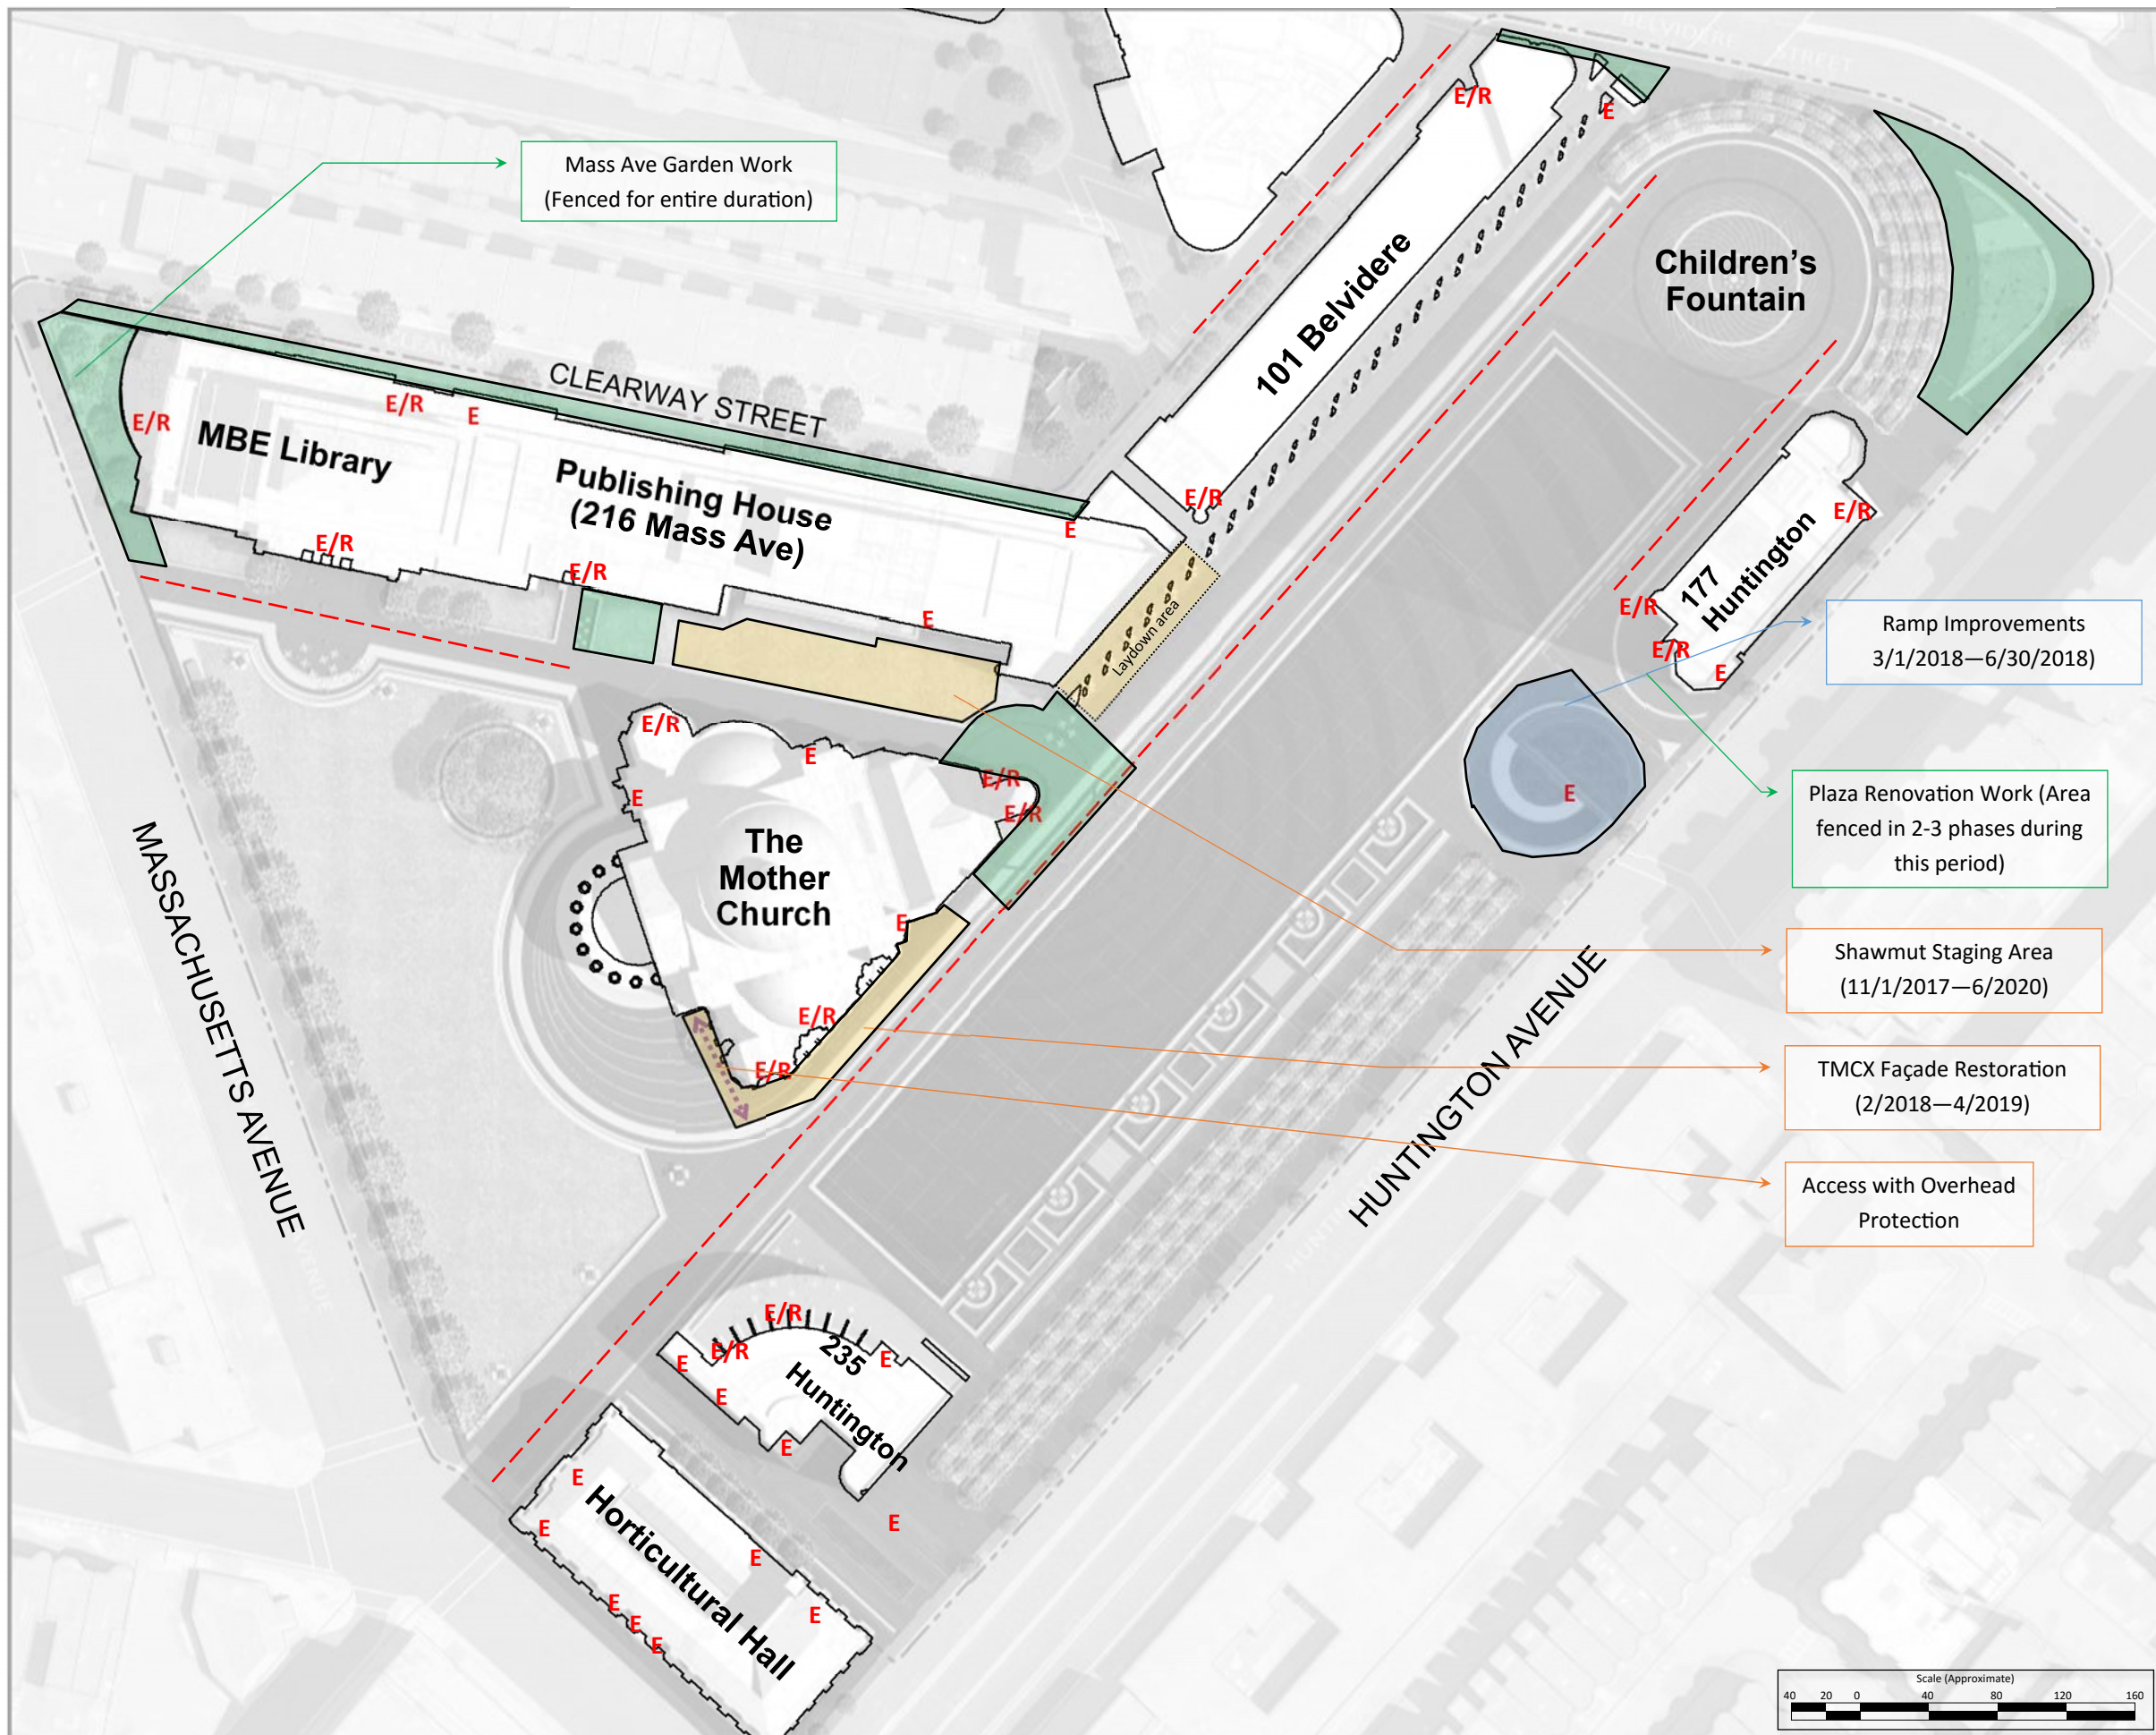 BELVIDERE
STREET
E/R
E
Mass Ave Garden Work
(Fenced for entire duration)
Children's
Fountain
101 Belvidere
CLEARWAY STREET
E/R
E
E/R
MBE Library
Publishing House
(216 Mass Ave)
E/R
E
E/R
E/R
E/R
E
Laydown area
177
Huntington
E/R
E/R
E
Ramp Improvements
3/1/2018—6/30/2018)
E/R
E
E
E/R
E/R
E
The
Mother
Church
E
E/R
E/R
Plaza Renovation Work (Area
fenced in 2-3 phases during
this period)
Shawmut Staging Area
(11/1/2017—6/2020)
TMCX Façade Restoration
(2/2018—4/2019)
Access with Overhead
Protection
MASSACHUSETTS AVENUE
AVENUE
HUNTINGTON AVENUE
E/R
E/R
E
E
E
E
235
Huntington
E
E
E
E
E
E
E
E
Horticultural Hall
Scale (Approximate)
40 20 0 40 80 120 160